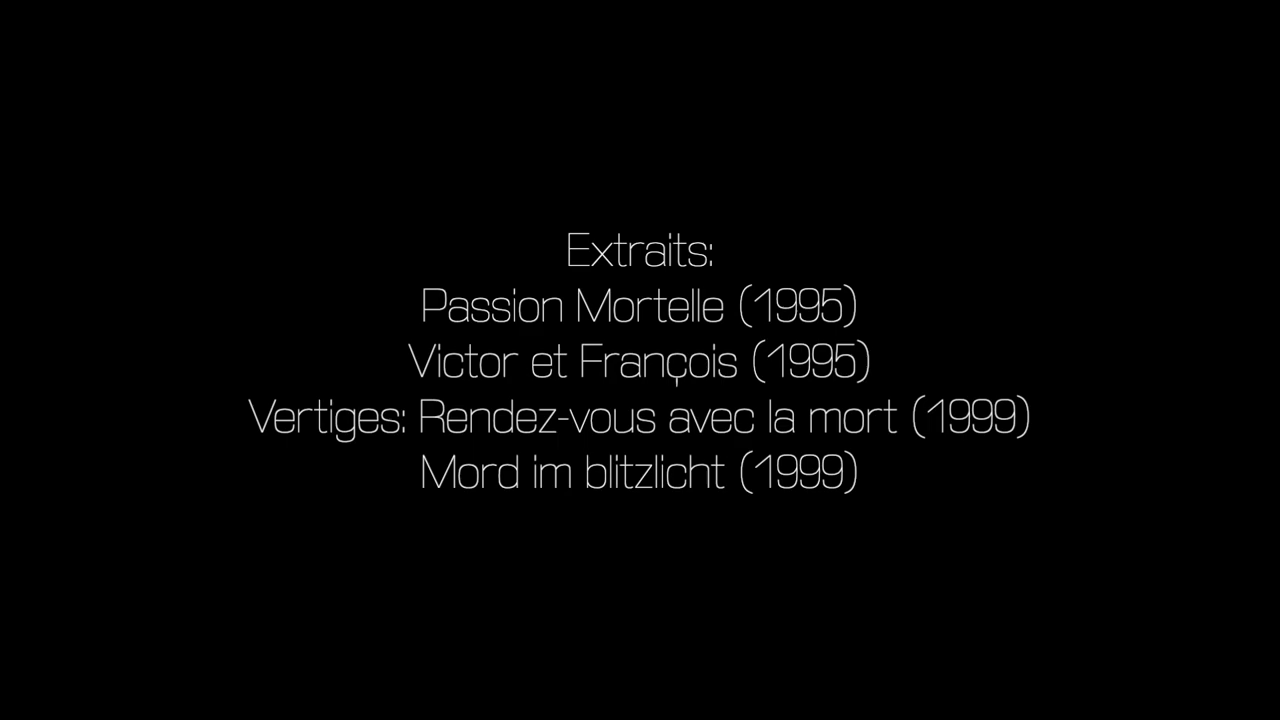 Extraits:
Passion Mortelle (1995)
Victor et François (1995)
Vertiges: Rendez-vous avec la mort (1999)
Mord im blitzlicht (1999)